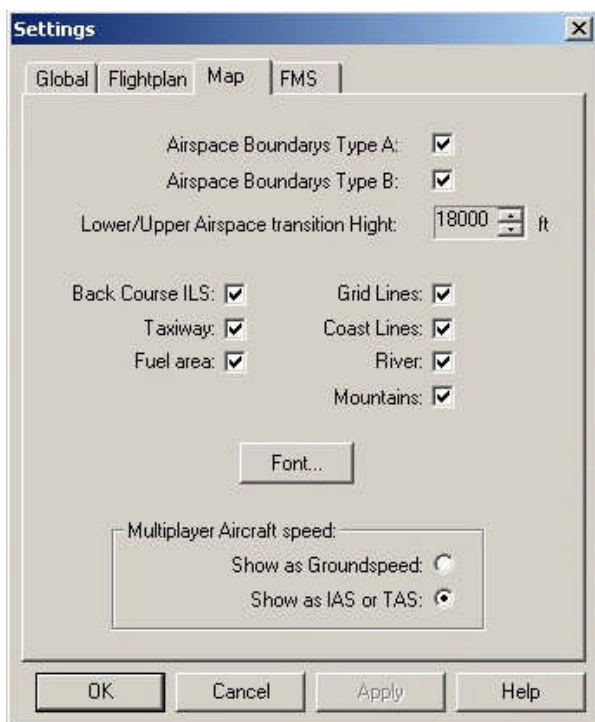 Settings
Global Flightplan Map FMS
Airspace Boundarys Type A:
Airspace Boundarys Type B:
Lower/Upper Airspace transition Hight: 18000 ft
Back Course ILS: Grid Lines:
Taxiway: Coast Lines:
Fuel area: River:
Mountains:
Font...
Multiplayer Aircraft speed:
Show as Groundspeed:
Show as IAS or TAS:
OK Cancel Apply Help